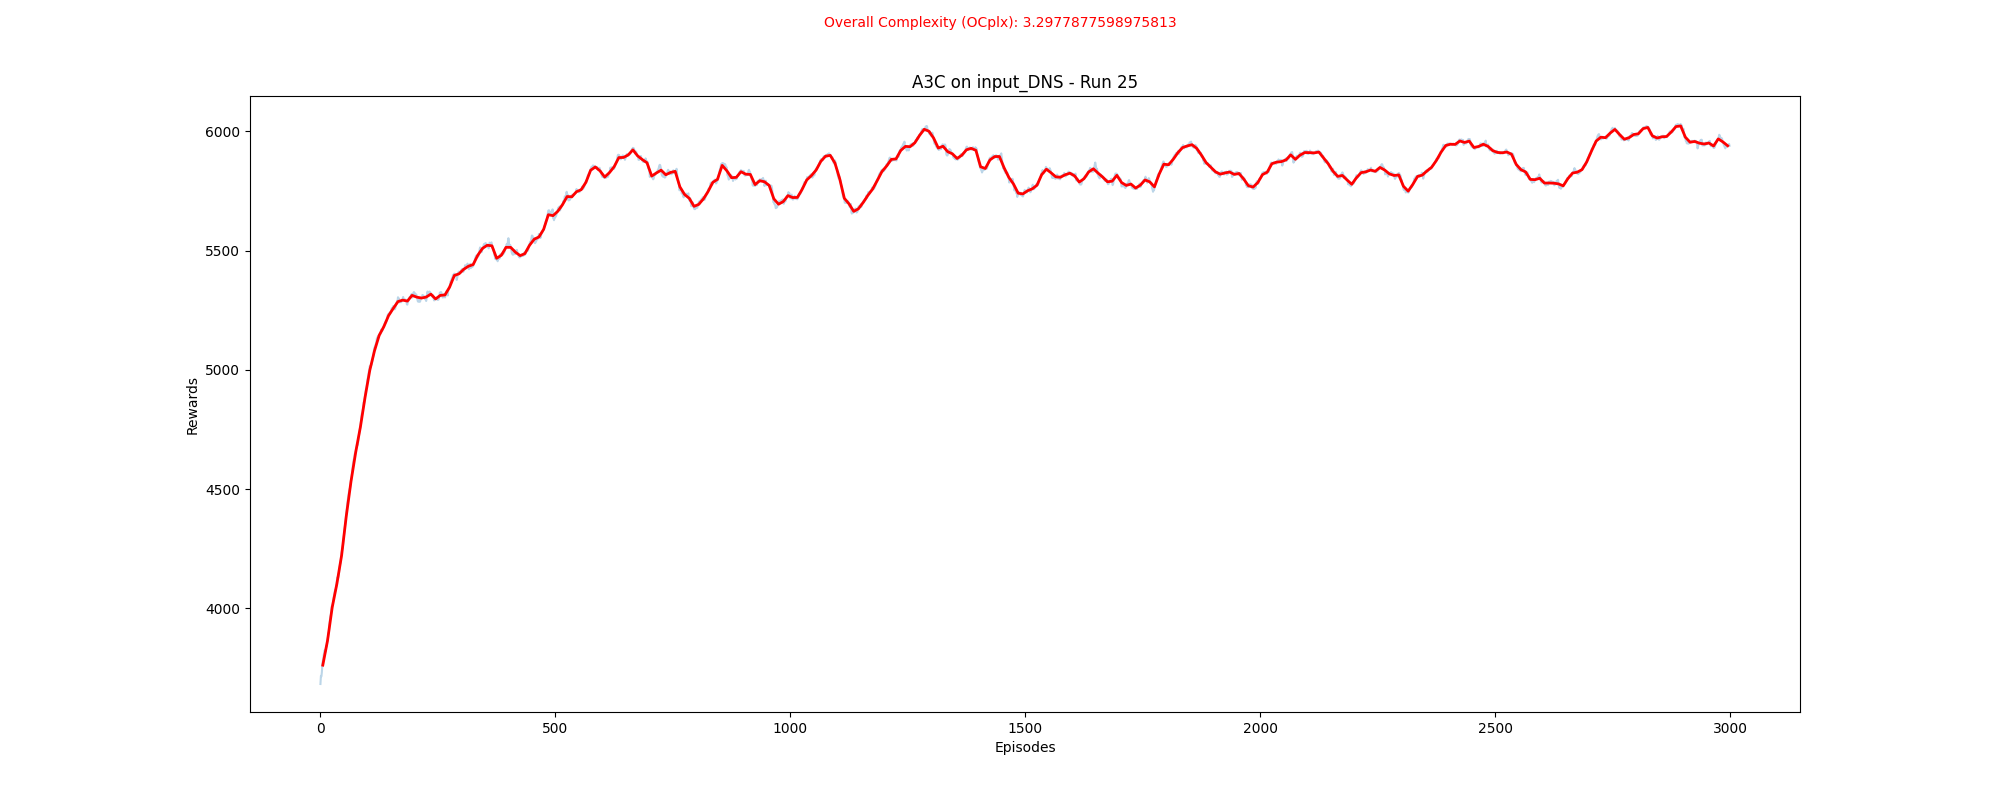 Overall Complexity (OCplx): 3.2977877598975813
A3C on input_DNS - Run 25
6000
5500
5000
4500
4000
Rewards
0 500 1000 1500 2000 2500 3000
Episodes